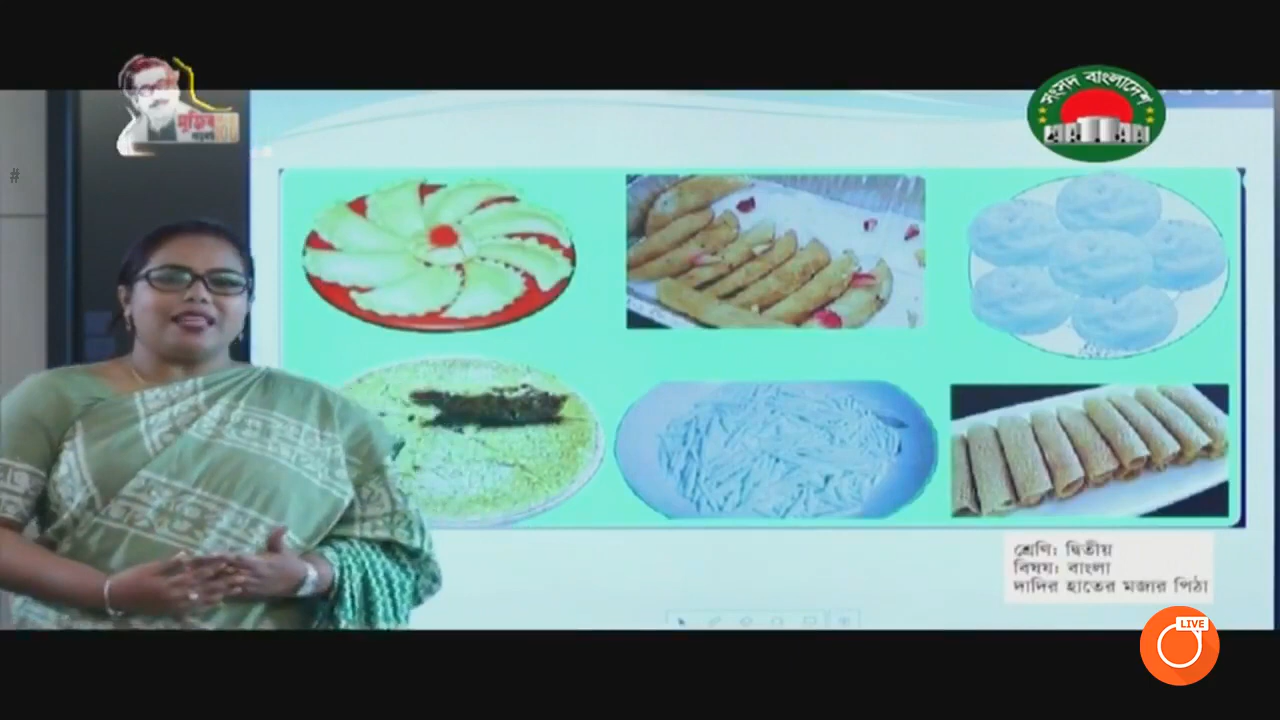 মুজিব
সংসদ বাংলাদেশ
#
শ্রেণি: দ্বিতীয়
বিষয়: বাংলা
দাদির হাতের মজার পিঠা
LIVE